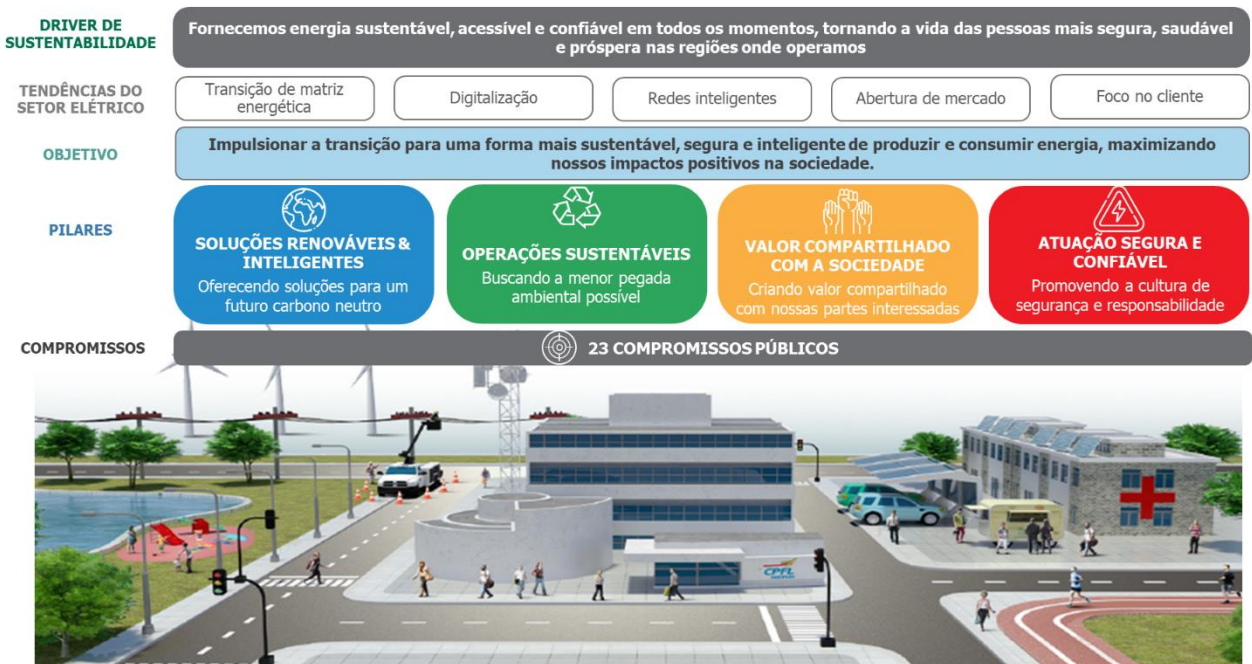 DRIVER DE
SUSTENTABILIDADE
Fornecemos energia sustentável, acessível e confiável em todos os momentos, tornando a vida das pessoas mais segura, saudável
e próspera nas regiões onde operamos
TENDÊNCIAS DO
SETOR ELÉTRICO
Transição de matriz
energética
Digitalização
Redes inteligentes
Abertura de mercado
Foco no cliente
OBJETIVO
Impulsionar a transição para uma forma mais sustentável, segura e inteligente de produzir e consumir energia, maximizando
nossos impactos positivos na sociedade.
PILARES
SOLUÇÕES RENOVÁVEIS &
INTELIGENTES
Oferecendo soluções para um
futuro carbono neutro
OPERAÇÕES SUSTENTÁVEIS
Buscando a menor pegada
ambiental possível
VALOR COMPARTILHADO
COM A SOCIEDADE
Criando valor compartilhado
com nossas partes interessadas
ATUAÇÃO SEGURA E
CONFIÁVEL
Promovendo a cultura de
segurança e responsabilidade
COMPROMISSOS
23 COMPROMISSOS PÚBLICOS
CPFL